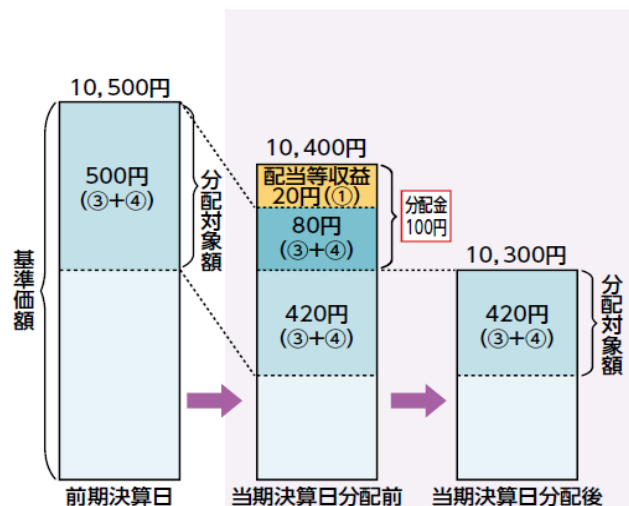 10,500円
500円
(③+④)
分配対象額
基準価額
前期決算日
10,400円
配当等収益
20円(①)
80円
(③+④)
分配金
100円
420円
(③+④)
当期決算日分配前
10,300円
420円
(③+④)
分配対象額
当期決算日分配後